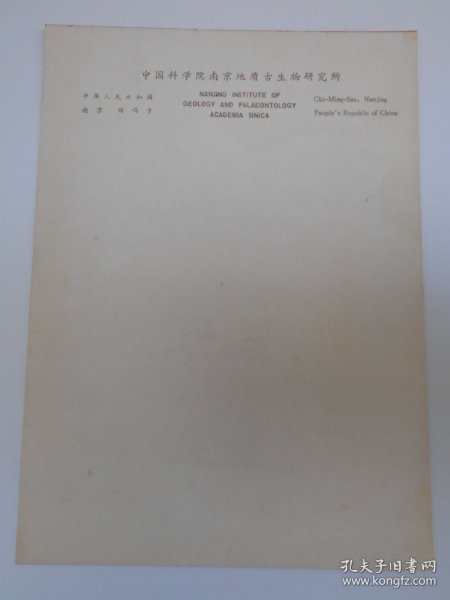 中国科学院南京地质古生物研究所
中华人民共和国
南京 鸡鸣寺
NANJING INSTITUTE OF
GEOLOGY AND PALAEONTOLOGY
ACADEMIA SINICA
Chi-Ming-Ssu, Nanjing
People's Republic of China
孔夫子旧书网
www.kongfz.com